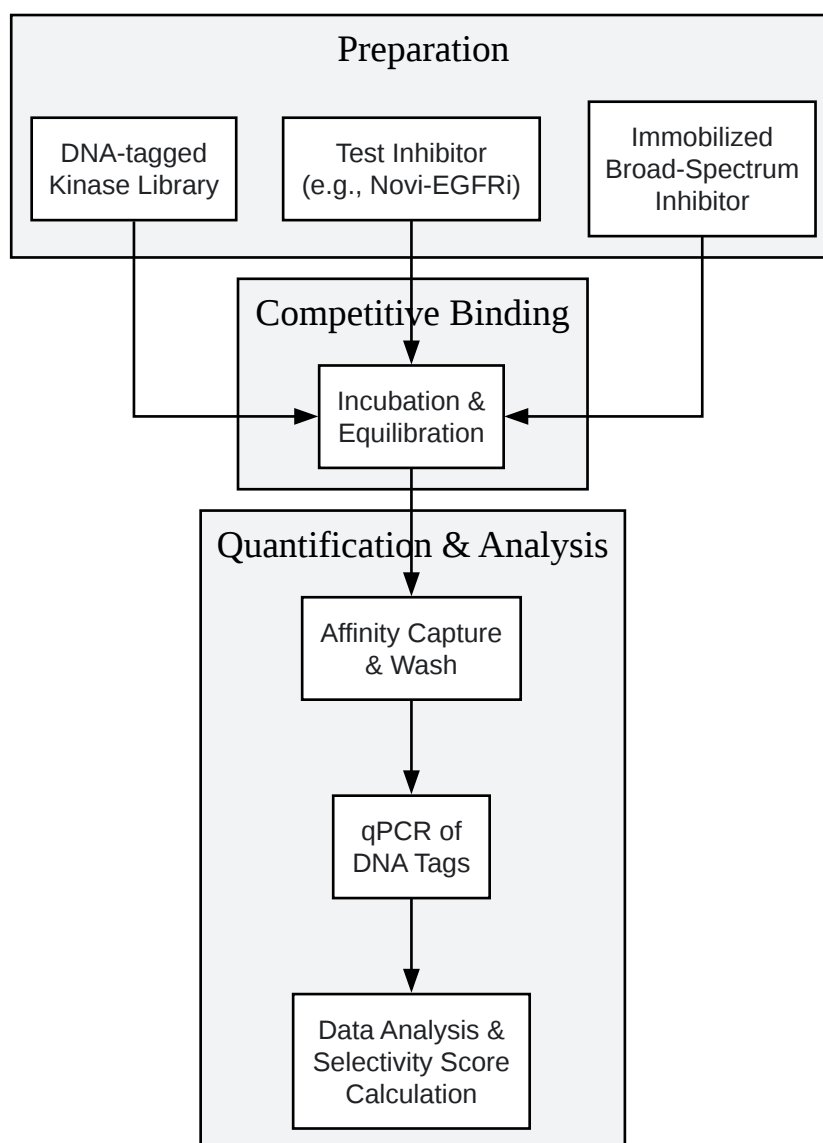 Preparation
DNA-tagged
Kinase Library
Test Inhibitor
(e.g., Novi-EGFRi)
Immobilized
Broad-Spectrum
Inhibitor
Competitive Binding
Incubation &
Equilibration
Quantification & Analysis
Affinity Capture
& Wash
qPCR of
DNA Tags
Data Analysis &
Selectivity Score
Calculation